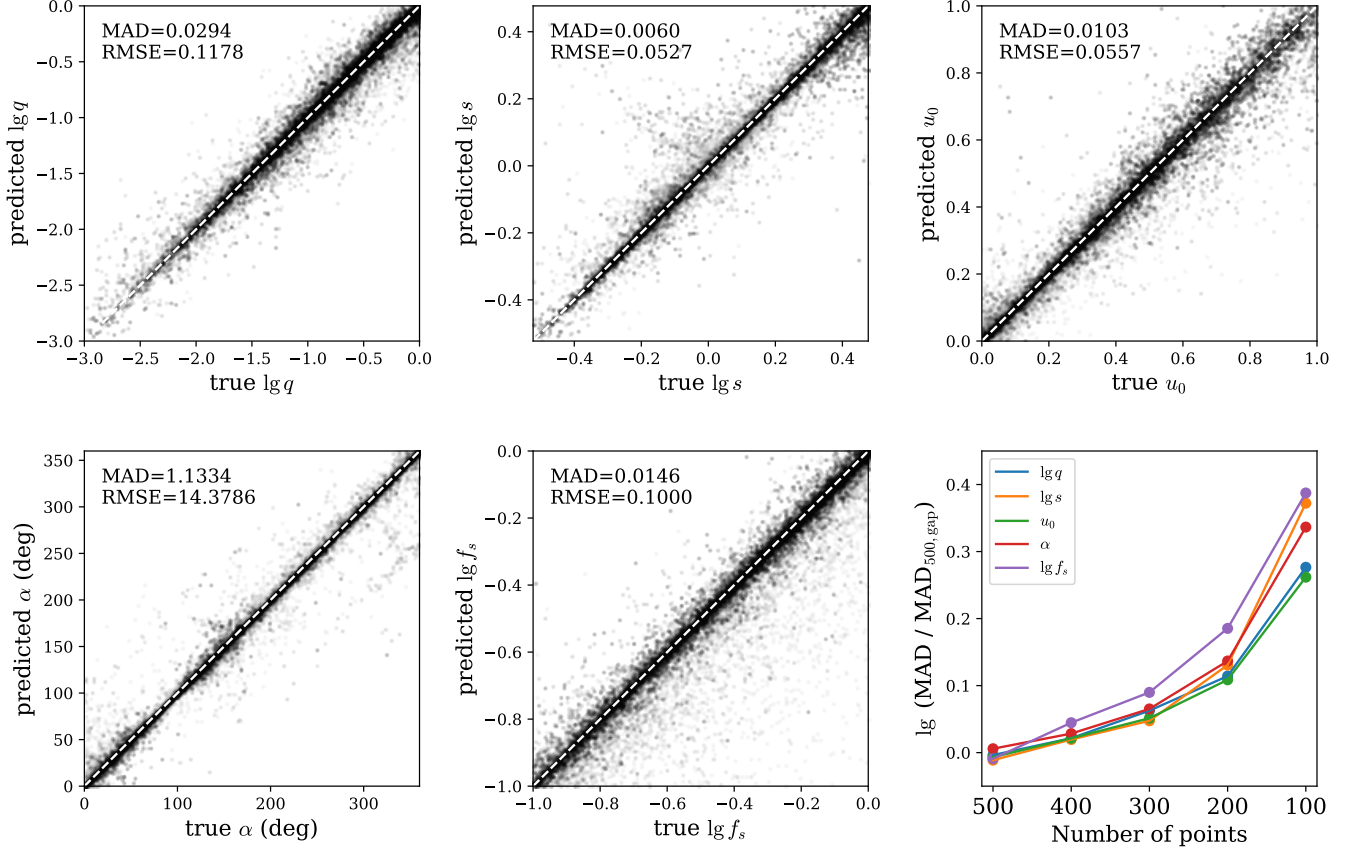 MAD=0.0294
RMSE=0.1178
0.0
−0.5
−1.0
−1.5
−2.0
−2.5
−3.0
predicted lg q
−3.0 −2.5 −2.0 −1.5 −1.0 −0.5 0.0
true lg q
MAD=0.0060
RMSE=0.0527
0.4
0.2
0.0
−0.2
−0.4
predicted lg s
−0.4 −0.2 0.0 0.2 0.4
true lg s
MAD=0.0103
RMSE=0.0557
1.0
0.8
0.6
0.4
0.2
0.0
predicted u₀
0.0 0.2 0.4 0.6 0.8 1.0
true u₀
MAD=1.1334
RMSE=14.3786
350
300
250
200
150
100
50
0
predicted α (deg)
0 100 200 300
true α (deg)
MAD=0.0146
RMSE=0.1000
0.0
−0.2
−0.4
−0.6
−0.8
−1.0
predicted lg fₛ
−1.0 −0.8 −0.6 −0.4 −0.2 0.0
true lg fₛ
lg q
lg s
u₀
α
lg fₛ
0.4
0.3
0.2
0.1
0.0
lg (MAD / MAD₅₀₀,gap)
500 400 300 200 100
Number of points